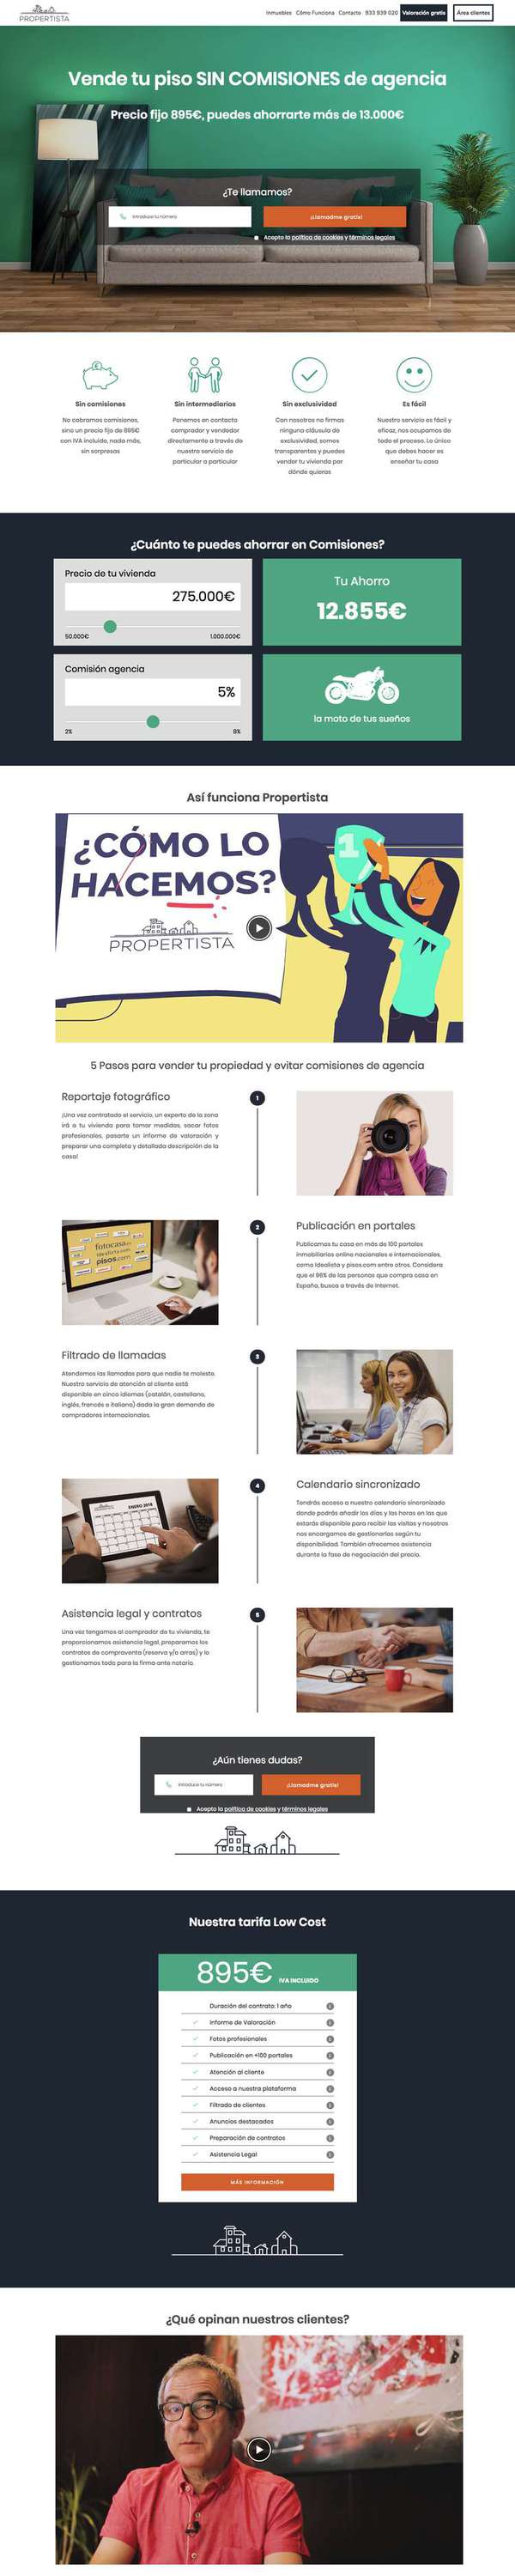 PROPERTISTA
Inmuebles Cómo Funciona Contacto 933 939 020 Valoración gratis Área clientes
Vende tu piso SIN COMISIONES de agencia
Precio fijo 895€, puedes ahorrarte más de 13.000€
¿Te llamamos?
Introduce tu número
¡Llamadme gratis!
Acepto la política de cookies y términos legales
Sin comisiones
No cobramos comisiones,
sino un precio fijo de 895€
con IVA incluido, nada más,
sin sorpresas
Sin intermediarios
Ponemos en contacto
comprador y vendedor
directamente a través de
nuestro servicio de
particular a particular
Sin exclusividad
Con nosotros no firmas
ninguna cláusula de
exclusividad, somos
transparentes y puedes
vender tu vivienda por
dónde quieras
Es fácil
Nuestro servicio es fácil y
eficaz, nos ocupamos de
todo el proceso. Lo único
que debes hacer es
enseñar tu casa
¿Cuánto te puedes ahorrar en Comisiones?
Precio de tu vivienda
275.000€
50.000€ 1.000.000€
Tu Ahorro
12.855€
Comisión agencia
5%
2% 8%
la moto de tus sueños
Así funciona Propertista
¿CÓMO LO
HACEMOS?
PROPERTISTA
1
5 Pasos para vender tu propiedad y evitar comisiones de agencia
Reportaje fotográfico
¡Una vez contratado el servicio, un experto de la zona
irá a tu vivienda para tomar medidas, sacar fotos
profesionales, pasarte un informe de valoración y
preparar una completa y detallada descripción de la
casa!
1
fotocasa
pisos.com
2
Publicación en portales
Publicamos tu casa en más de 100 portales
inmobiliarios online nacionales e internacionales,
como Idealista y pisos.com entre otros. Considera
que el 98% de las personas que compra casa en
España, busca a través de Internet.
Filtrado de llamadas
Atendemos las llamadas para que nadie te moleste.
Nuestro servicio de atención al cliente está
disponible en cinco idiomas (catalán, castellano,
inglés, francés e italiano) dada la gran demanda de
compradores internacionales.
3
ENERO 2018
4
Calendario sincronizado
Tendrás acceso a nuestro calendario sincronizado
donde podrás añadir los días y las horas en las que
estarás disponible para recibir las visitas y nosotros
nos encargamos de gestionarlas según tu
disponibilidad. También ofrecemos asistencia
durante la fase de negociación del precio.
Asistencia legal y contratos
Una vez tengamos al comprador de tu vivienda, te
proporcionamos asistencia legal, preparamos los
contratos de compraventa (reserva y/o arras) y lo
gestionamos todo para la firma ante notario.
5
¿Aún tienes dudas?
Introduce tu número
¡Llamadme gratis!
Acepto la política de cookies y términos legales
Nuestra tarifa Low Cost
895€ IVA INCLUIDO
Duración del contrato: 1 año
Informe de Valoración
Fotos profesionales
Publicación en +100 portales
Atención al cliente
Acceso a nuestra plataforma
Filtrado de clientes
Anuncios destacados
Preparación de contratos
Asistencia Legal
MÁS INFORMACIÓN
¿Qué opinan nuestros clientes?